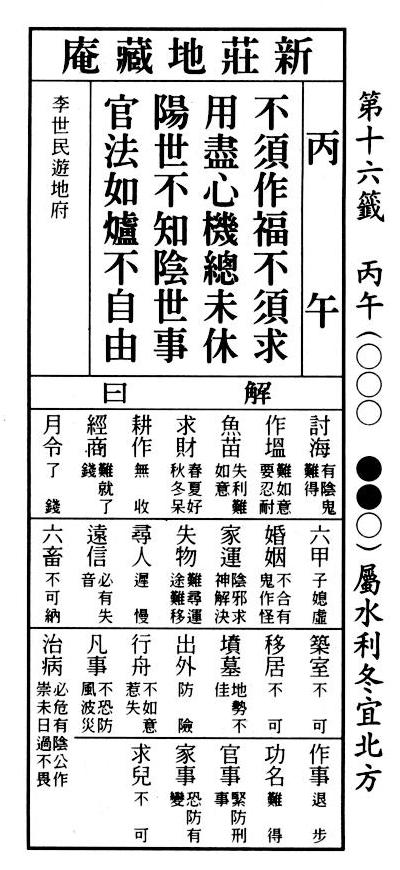 第十六籤　丙午(○○○　●●○)屬水利冬宜北方
新莊地藏庵
丙午
不須作福不須求
用盡心機總未休
陽世不知陰世事
官法如爐不自由
李世民遊地府
解曰
討海 有陰鬼難得
作塭 難如意要忍耐
魚苗 失利難如意
求財 春夏好秋冬呆
耕作 無收
經商 難就了錢
月令 了錢
六甲 子媳虛
婚姻 不合有鬼作怪
家運 陰邪求神解決
失物 難尋運途難移
尋人 遲慢
遠信 必有失音
六畜 不可納
築室 不可
移居 不可
墳墓 地勢不佳
出外 防險
行舟 不如意惹失
凡事 不恐防風波災
治病 必危有陰公作崇未日過不畏
作事 退步
功名 難得
官事 緊防刑事
家事 恐防有變
求兒 不可